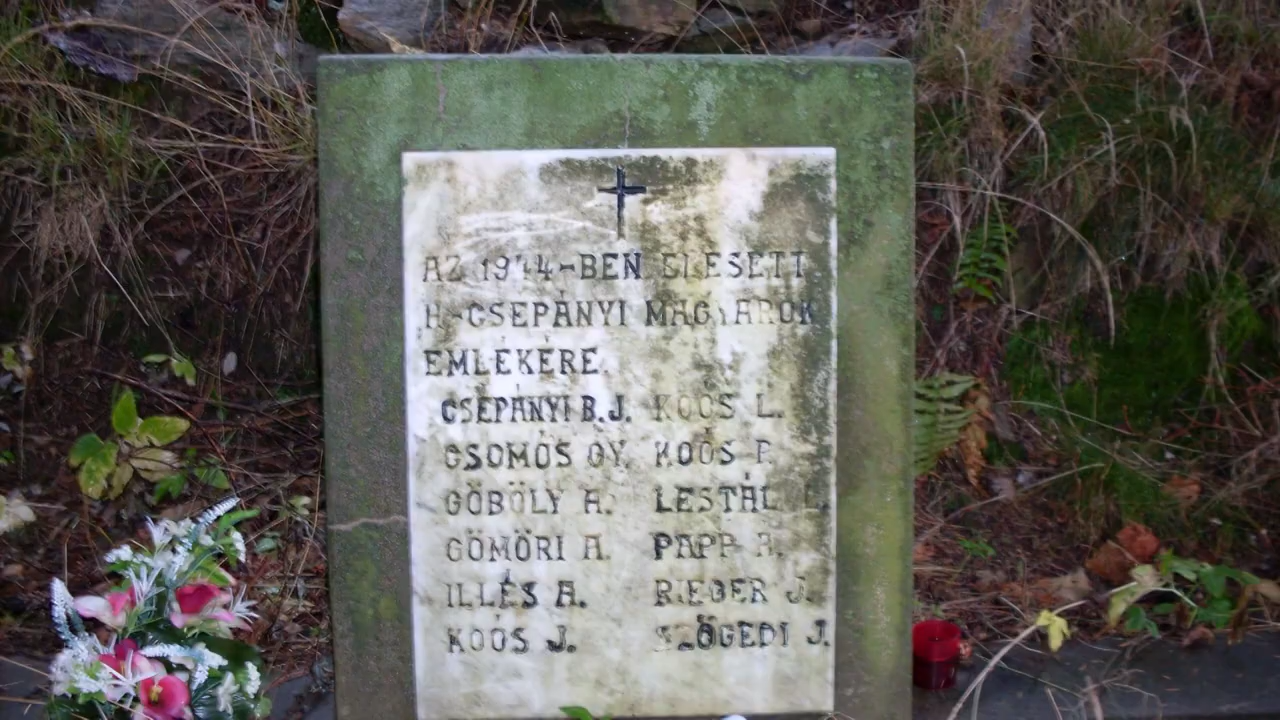 AZ 1944-BEN ELESETT
H-CSEPÁNYI MAGYAROK
EMLÉKÉRE.
CSEPÁNYI B.J. KOÓS L.
CSOMÓS GY. KOÓS P.
GÖBÖLY A. LESTÁL
GÖMÖRI A. PAPP
ILLÉS A. RIEGER J.
KOÓS J. SZÖGEDI J.